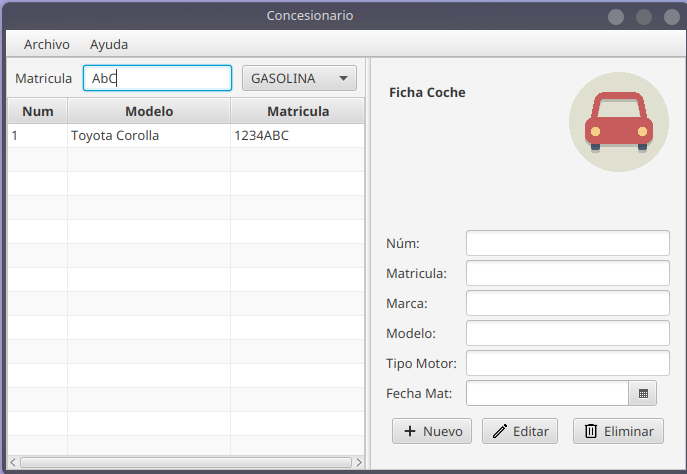 Concesionario
Archivo Ayuda
Matricula AbC GASOLINA
Num Modelo Matricula
1 Toyota Corolla 1234ABC
Ficha Coche
Núm:
Matricula:
Marca:
Modelo:
Tipo Motor:
Fecha Mat:
Nuevo Editar Eliminar